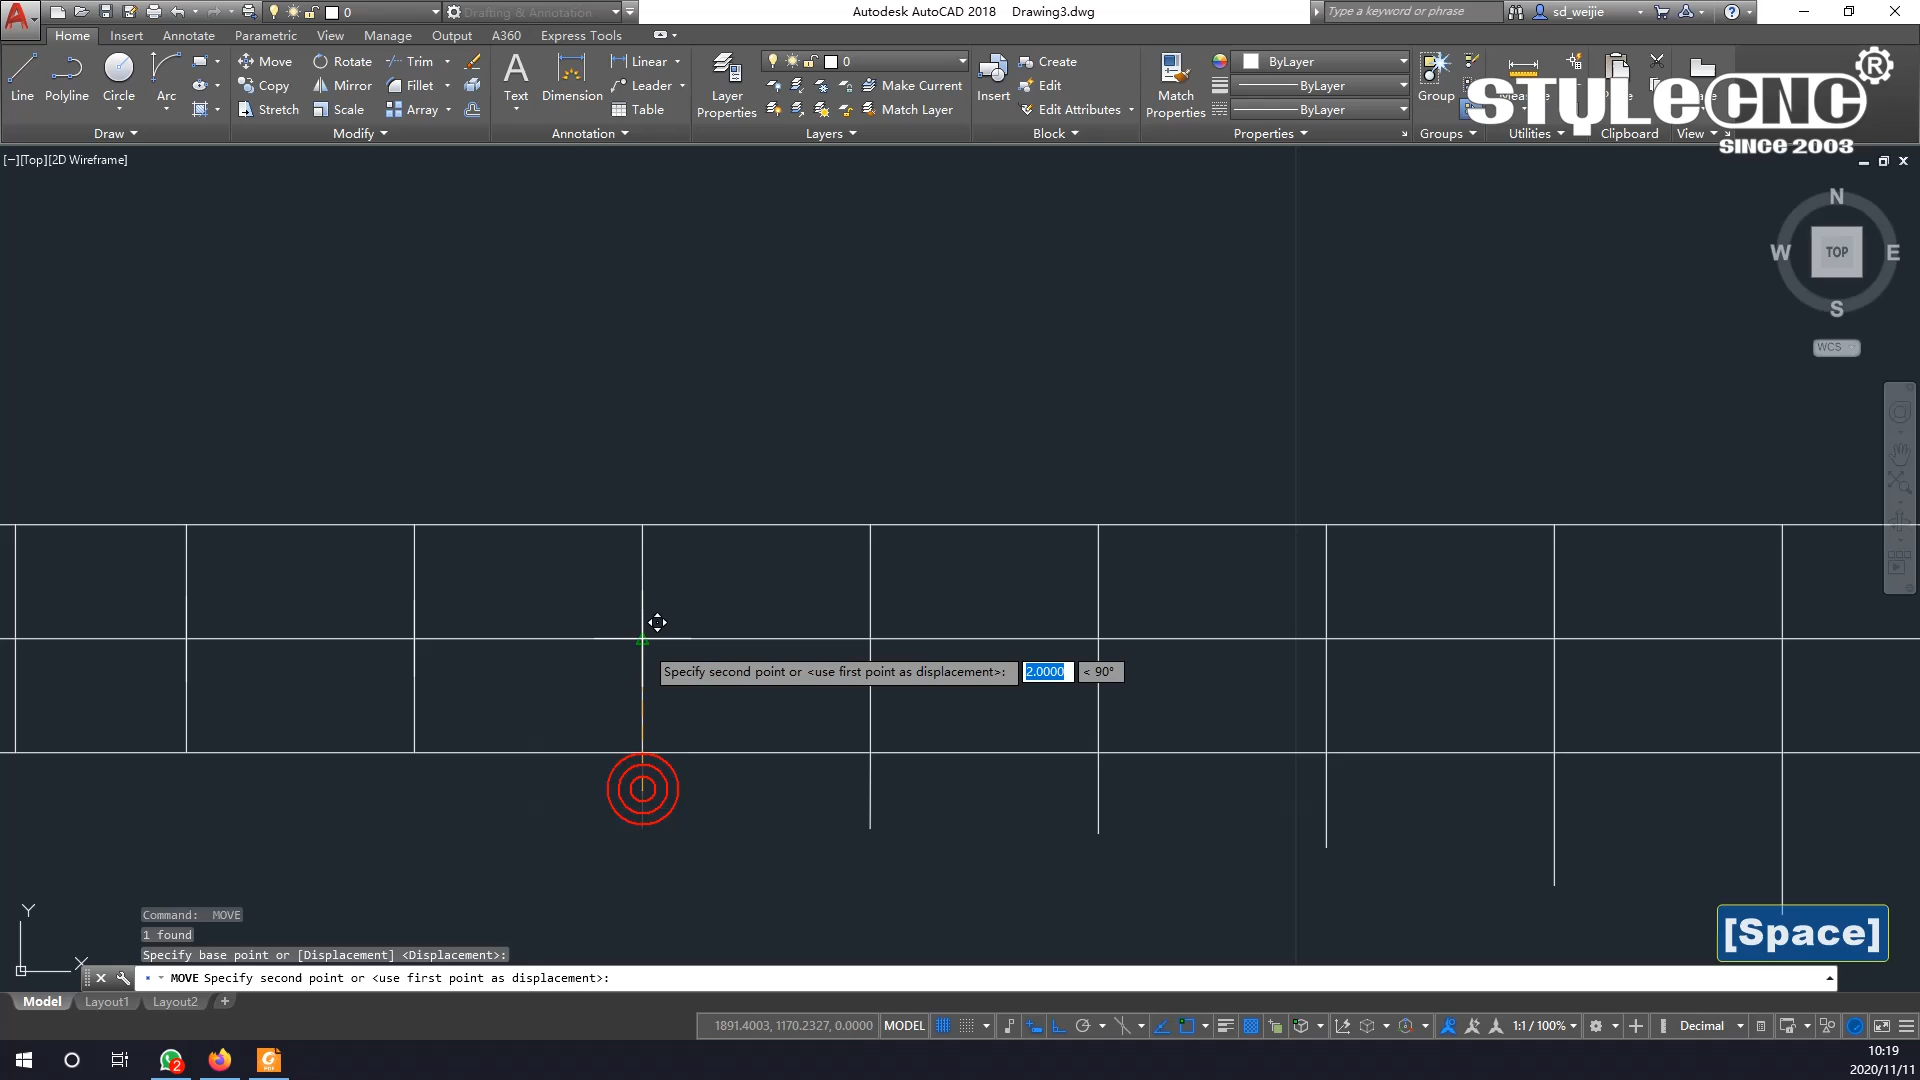 Drafting & Annotation
Autodesk AutoCAD 2018 Drawing3.dwg
Type a keyword or phrase
sd_weijie
0
Home Insert Annotate Parametric View Manage Output A360 Express Tools
Line Polyline Circle Arc
Move Rotate Trim
Copy Mirror Fillet
Stretch Scale Array
Text Dimension
Linear
Leader
Table
Layer Properties
0
Make Current
Match Layer
Insert
Create
Edit
Edit Attributes
Match Properties
ByLayer
ByLayer
ByLayer
Group
Draw Modify Annotation Layers Block Properties Groups Utilities Clipboard View
STYLECNC®
SINCE 2003
[−][Top][2D Wireframe]
N
W TOP E
S
WCS
Specify second point or <use first point as displacement>: 2.0000 < 90°
Y
X
Command: MOVE
1 found
Specify base point or [Displacement] <Displacement>:
MOVE Specify second point or <use first point as displacement>:
[Space]
Model Layout1 Layout2 +
1891.4003, 1170.2327, 0.0000 MODEL 1:1 / 100% Decimal
2
10:19
2020/11/11